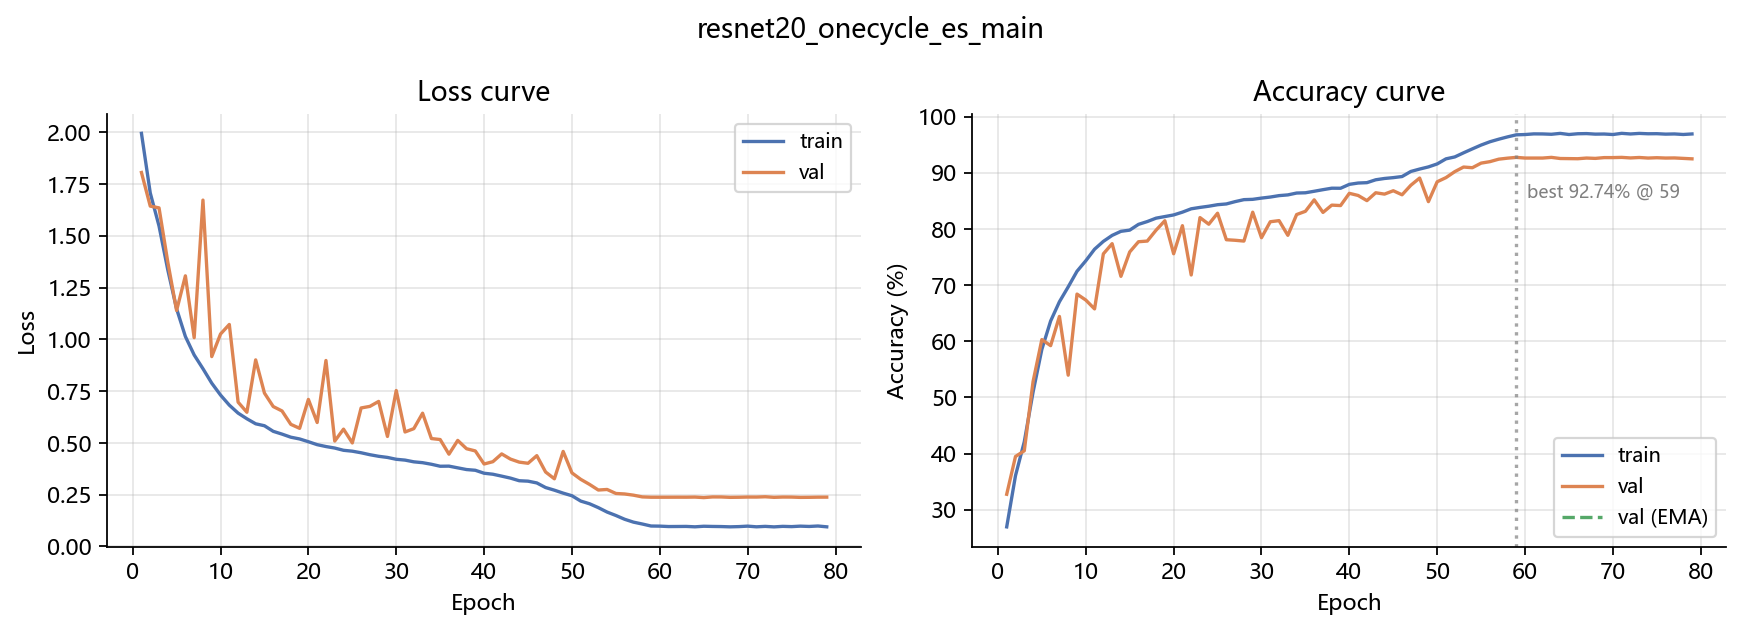 resnet20_onecycle_es_main
Loss curve
Loss
2.00
1.75
1.50
1.25
1.00
0.75
0.50
0.25
0.00
0 10 20 30 40 50 60 70 80
Epoch
train
val
Accuracy curve
Accuracy (%)
100
90
80
70
60
50
40
30
0 10 20 30 40 50 60 70 80
Epoch
best 92.74% @ 59
train
val
val (EMA)